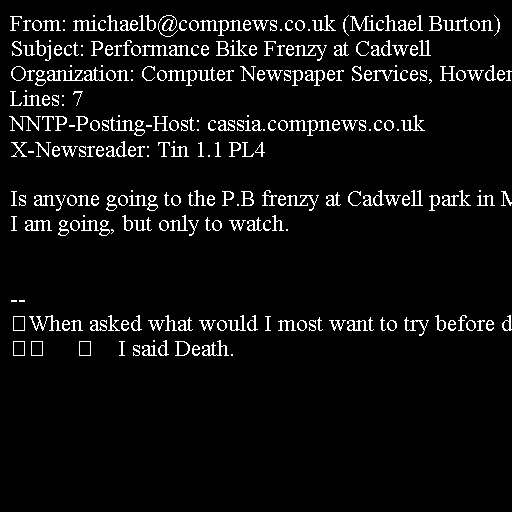 From: michaelb@compnews.co.uk (Michael Burton)
Subject: Performance Bike Frenzy at Cadwell
Organization: Computer Newspaper Services, Howden
Lines: 7
NNTP-Posting-Host: cassia.compnews.co.uk
X-Newsreader: Tin 1.1 PL4

Is anyone going to the P.B frenzy at Cadwell park in
I am going, but only to watch.

--
When asked what would I most want to try before
I said Death.